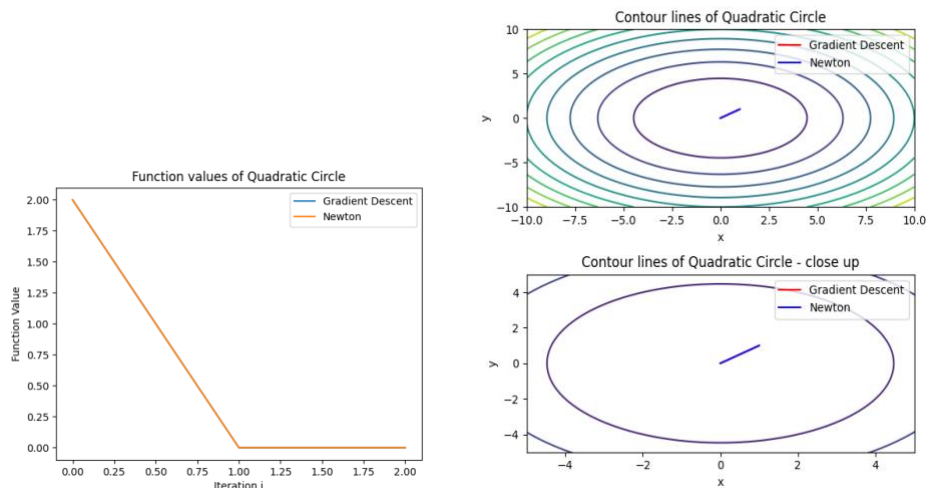 Function values of Quadratic Circle
Function Value
2.00
1.75
1.50
1.25
1.00
0.75
0.50
0.25
0.00
Gradient Descent
Newton
0.00 0.25 0.50 0.75 1.00 1.25 1.50 1.75 2.00
Iteration i
Contour lines of Quadratic Circle
y
10
5
0
−5
−10
Gradient Descent
Newton
−10.0 −7.5 −5.0 −2.5 0.0 2.5 5.0 7.5 10.0
x
Contour lines of Quadratic Circle - close up
y
4
2
0
−2
−4
Gradient Descent
Newton
−4 −2 0 2 4
x